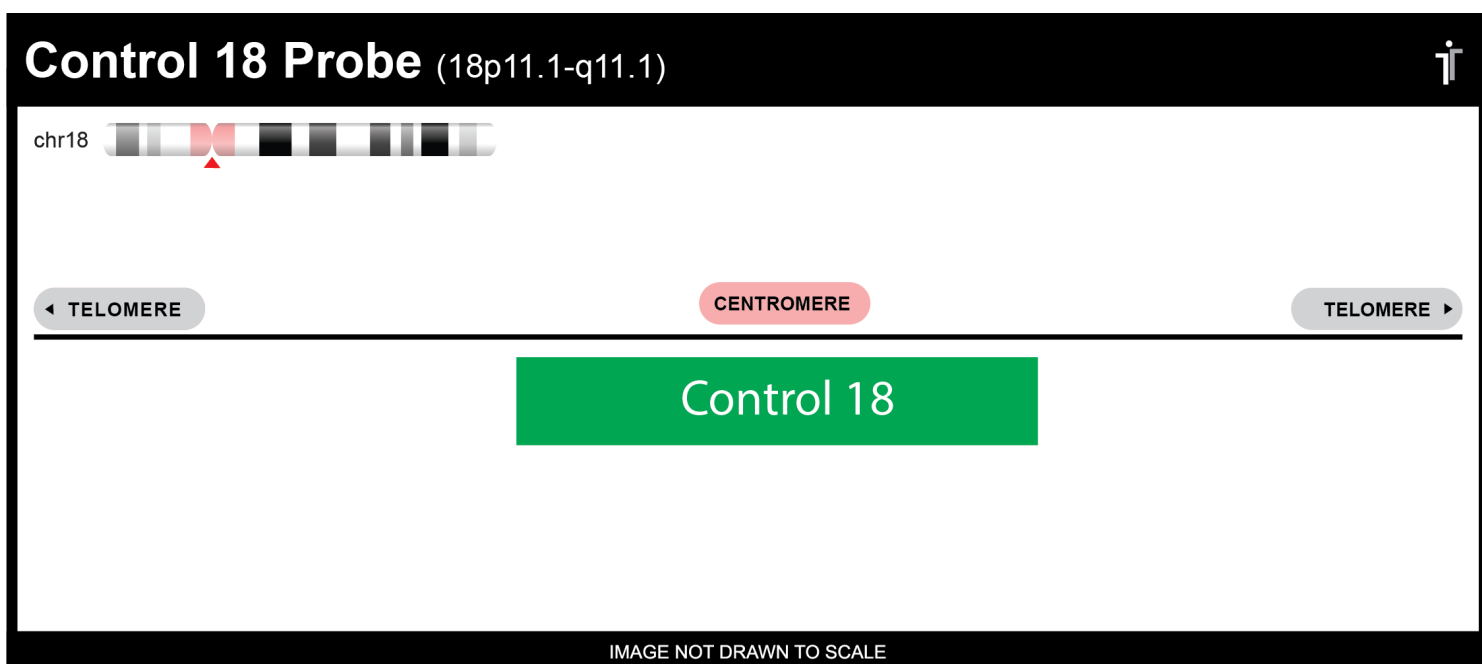 Control 18 Probe (18p11.1-q11.1)
chr18
TELOMERE
CENTROMERE
TELOMERE
Control 18
IMAGE NOT DRAWN TO SCALE